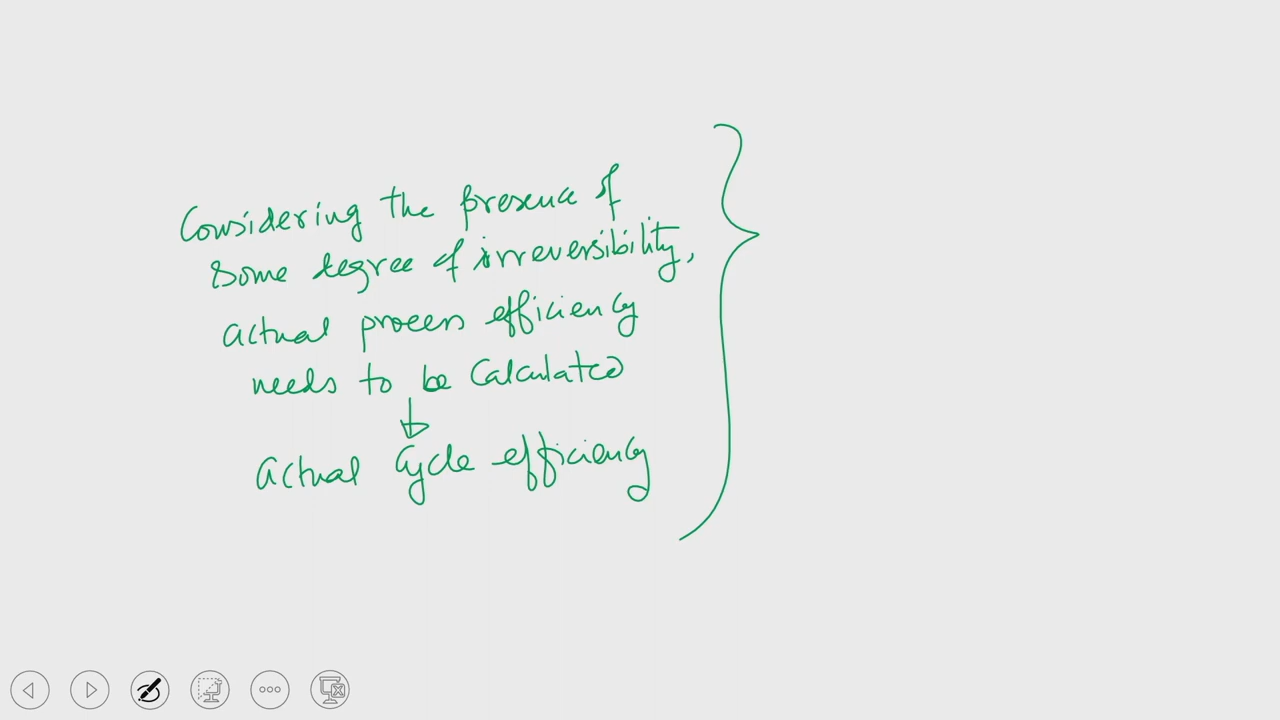 Considering the presence of
Some degree of irreversibility,
actual process efficiency
needs to be Calculated
actual Cycle efficiency